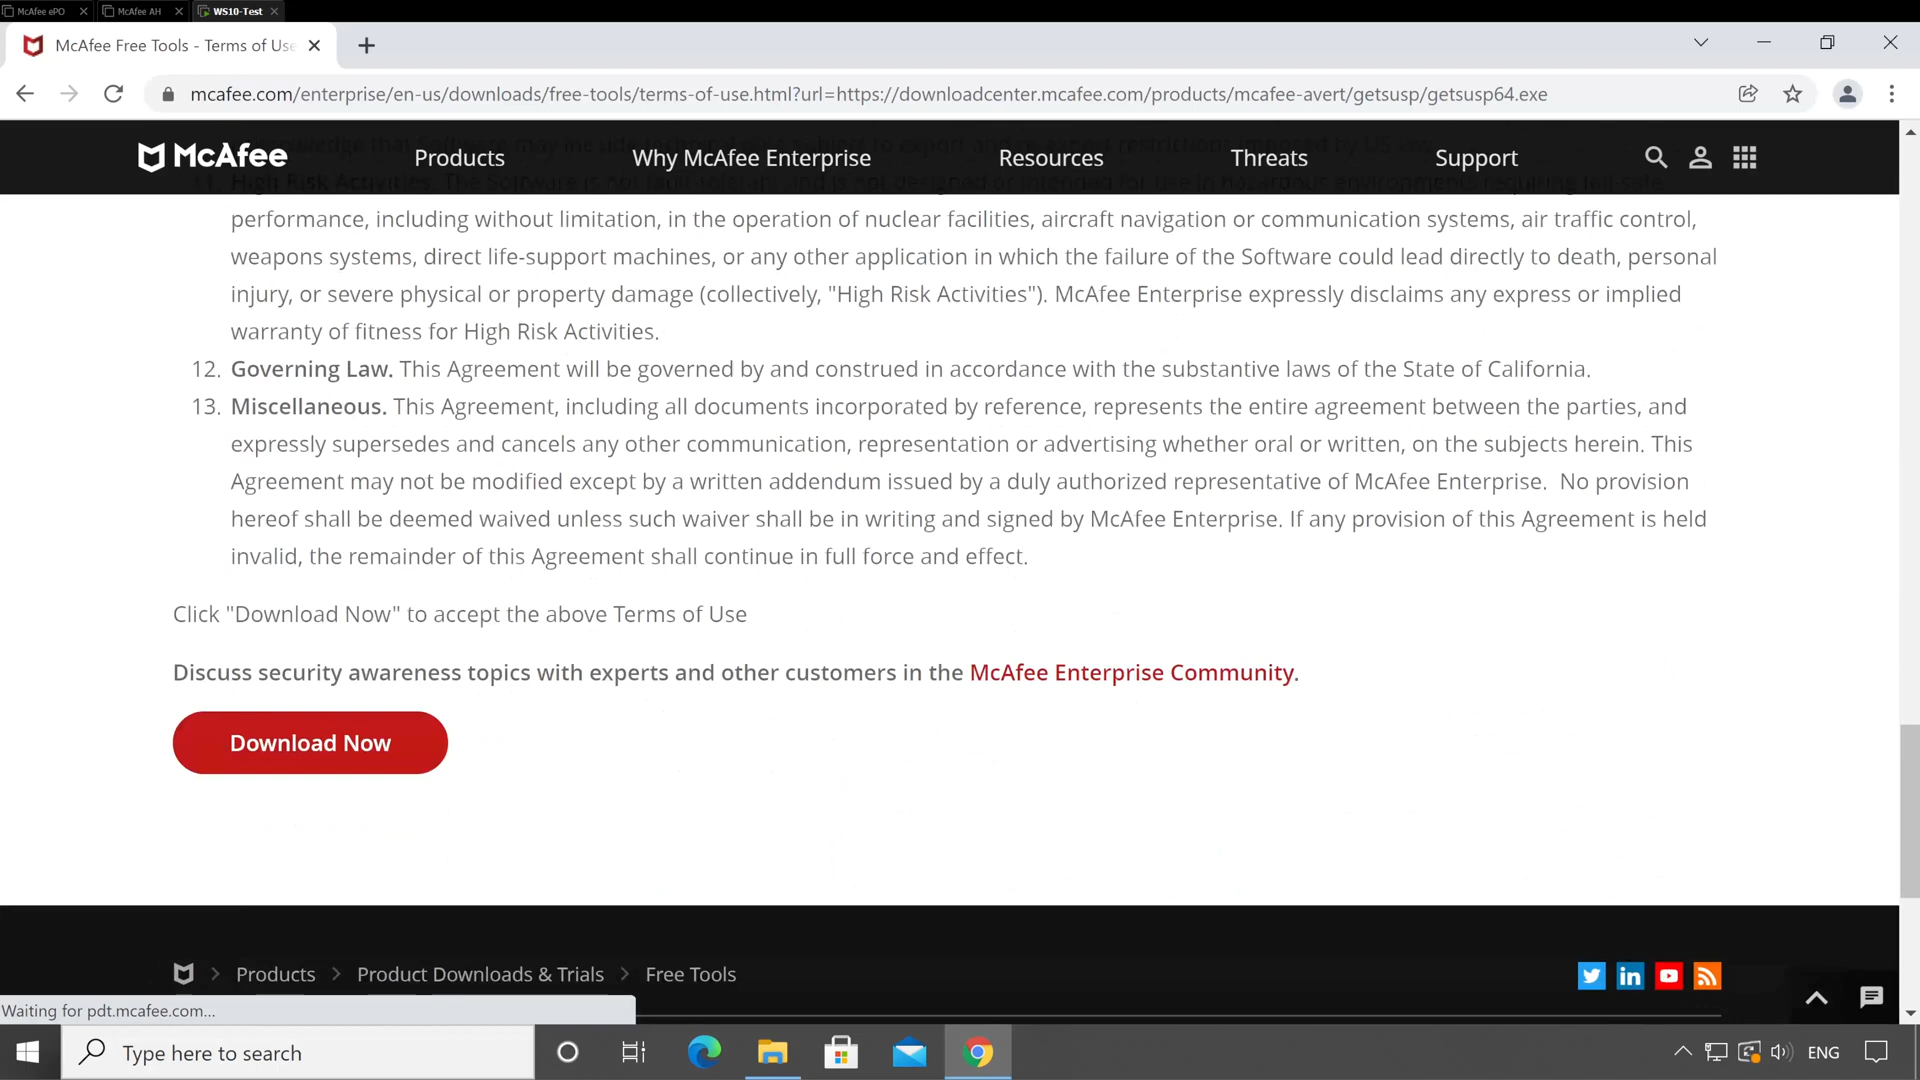 McAfee ePO
McAfee AH
WS10-Test
McAfee Free Tools - Terms of Use
mcafee.com/enterprise/en-us/downloads/free-tools/terms-of-use.html?url=https://downloadcenter.mcafee.com/products/mcafee-avert/getsusp/getsusp64.exe
McAfee Products Why McAfee Enterprise Resources Threats Support
performance, including without limitation, in the operation of nuclear facilities, aircraft navigation or communication systems, air traffic control,
weapons systems, direct life-support machines, or any other application in which the failure of the Software could lead directly to death, personal
injury, or severe physical or property damage (collectively, "High Risk Activities"). McAfee Enterprise expressly disclaims any express or implied
warranty of fitness for High Risk Activities.
12. Governing Law. This Agreement will be governed by and construed in accordance with the substantive laws of the State of California.
13. Miscellaneous. This Agreement, including all documents incorporated by reference, represents the entire agreement between the parties, and
expressly supersedes and cancels any other communication, representation or advertising whether oral or written, on the subjects herein. This
Agreement may not be modified except by a written addendum issued by a duly authorized representative of McAfee Enterprise.  No provision
hereof shall be deemed waived unless such waiver shall be in writing and signed by McAfee Enterprise. If any provision of this Agreement is held
invalid, the remainder of this Agreement shall continue in full force and effect.
Click "Download Now" to accept the above Terms of Use
Discuss security awareness topics with experts and other customers in the McAfee Enterprise Community.
Download Now
Products > Product Downloads & Trials > Free Tools
Waiting for pdt.mcafee.com...
Type here to search
ENG